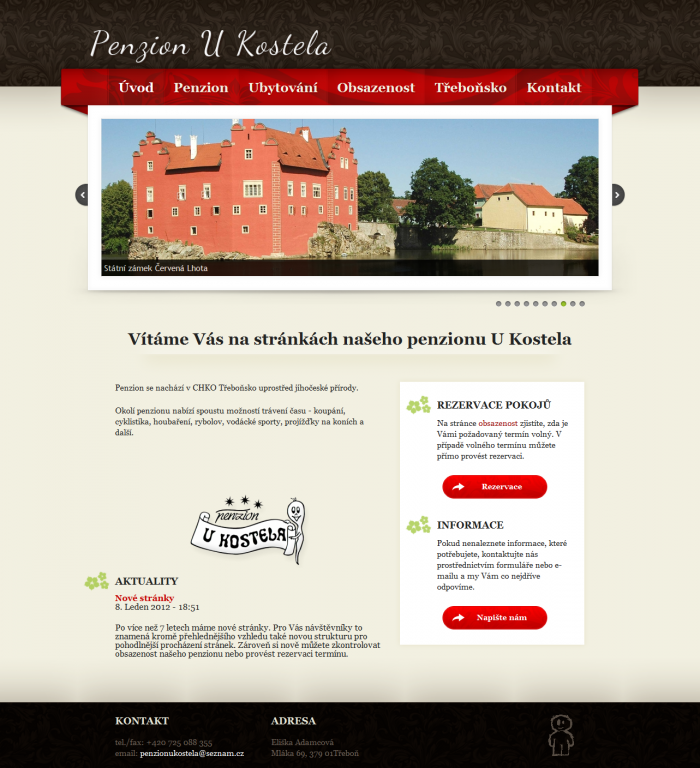 Penzion U Kostela
Úvod Penzion Ubytování Obsazenost Třeboňsko Kontakt
Státní zámek Červená Lhota
Vítáme Vás na stránkách našeho penzionu U Kostela
Penzion se nachází v CHKO Třeboňsko uprostřed jihočeské přírody.
Okolí penzionu nabízí spoustu možností trávení času - koupání,
cyklistika, houbaření, rybolov, vodácké sporty, projížďky na koních a
další.
penzion
U KOSTELA
AKTUALITY
Nové stránky
8. Leden 2012 - 18:51
Po více než 7 letech máme nové stránky. Pro Vás návštěvníky to
znamená kromě přehlednějšího vzhledu také novou strukturu pro
pohodlnější procházení stránek. Zároveň si nově můžete zkontrolovat
obsazenost našeho penzionu nebo provést rezervaci termínu.
REZERVACE POKOJŮ
Na stránce obsazenost zjistíte, zda je
Vámi požadovaný termín volný. V
případě volného termínu můžete
přímo provést rezervaci.
Rezervace
INFORMACE
Pokud nenaleznete informace, které
potřebujete, kontaktujte nás
prostřednictvím formuláře nebo e-
mailu a my Vám co nejdříve
odpovíme.
Napište nám
KONTAKT
tel./fax: +420 725 088 355
email: penzionukostela@seznam.cz
ADRESA
Eliška Adamcová
Mláka 69, 379 01Třeboň